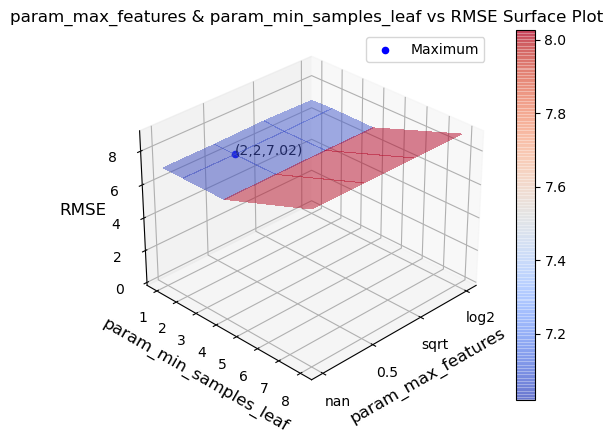 param_max_features & param_min_samples_leaf vs RMSE Surface Plot
Maximum
8.0
7.8
7.6
7.4
7.2
(2,2,7.02)
RMSE
8
6
4
2
0
1
2
3
4
5
6
7
8
param_min_samples_leaf
nan
0.5
sqrt
log2
param_max_features